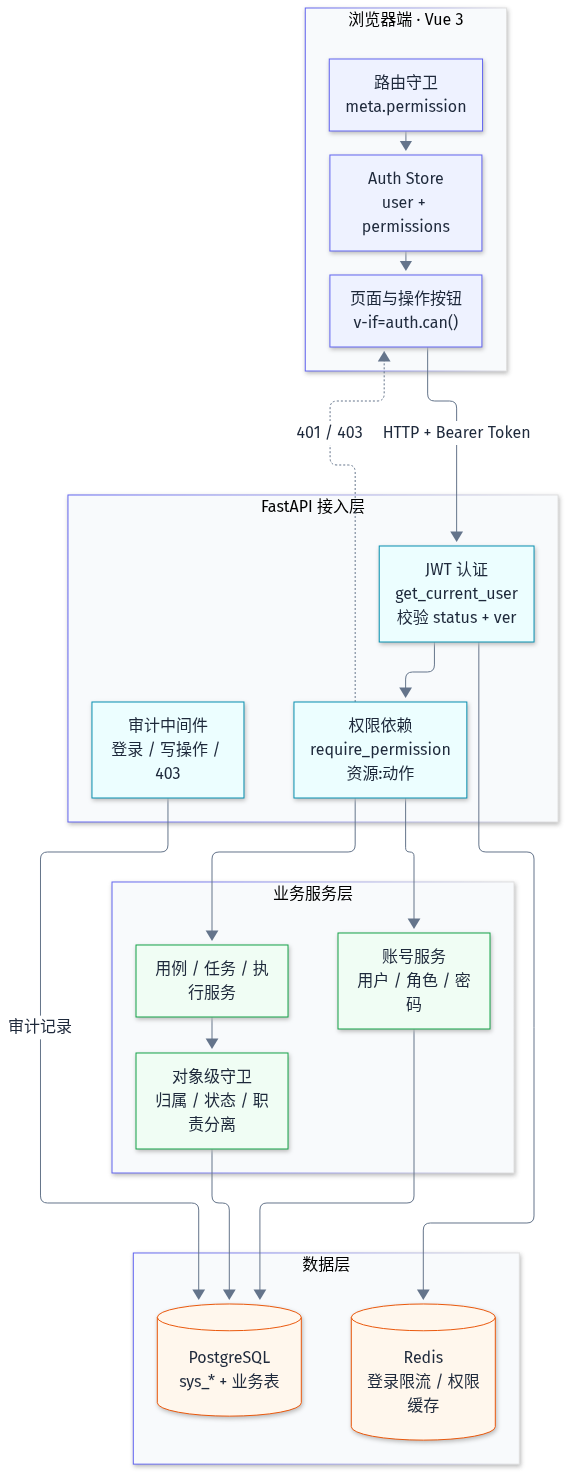 浏览器端 · Vue 3
路由守卫
meta.permission
Auth Store
user +
permissions
页面与操作按钮
v-if=auth.can()
401 / 403
HTTP + Bearer Token
FastAPI 接入层
JWT 认证
get_current_user
校验 status + ver
审计中间件
登录 / 写操作 /
403
权限依赖
require_permission
资源:动作
业务服务层
用例 / 任务 / 执
行服务
账号服务
用户 / 角色 / 密
码
审计记录
对象级守卫
归属 / 状态 / 职
责分离
数据层
PostgreSQL
sys_* + 业务表
Redis
登录限流 / 权限
缓存